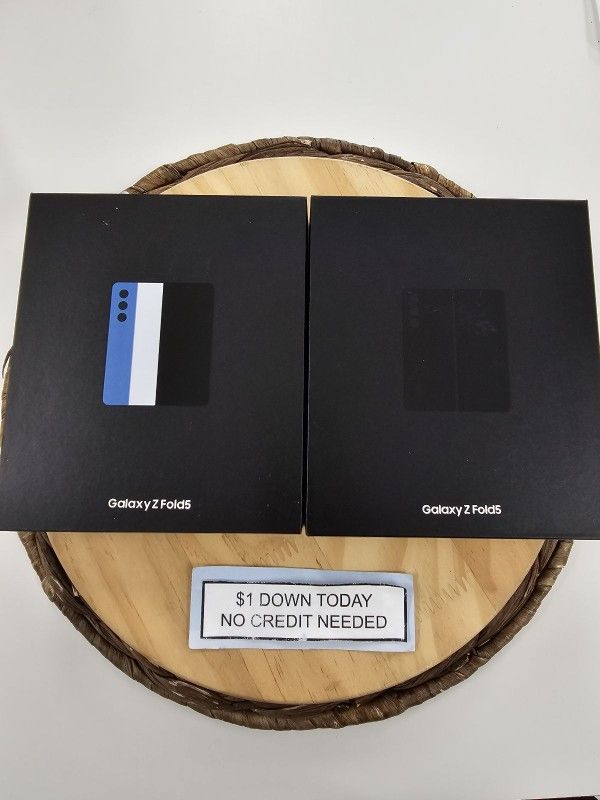 Galaxy Z Fold5
Galaxy Z Fold5
$1 DOWN TODAY
NO CREDIT NEEDED